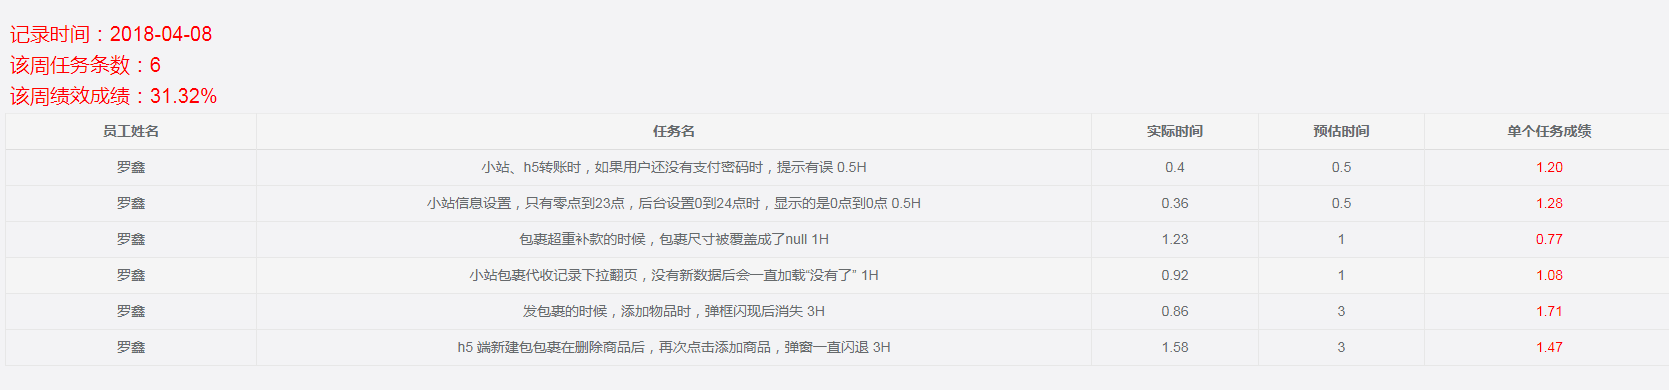 记录时间：2018-04-08
该周任务条数：6
该周绩效成绩：31.32%
员工姓名 任务名 实际时间 预估时间 单个任务成绩
罗鑫 小站、h5转账时，如果用户还没有支付密码时，提示有误 0.5H 0.4 0.5 1.20
罗鑫 小站信息设置，只有零点到23点，后台设置0到24点时，显示的是0点到0点 0.5H 0.36 0.5 1.28
罗鑫 包裹超重补款的时候，包裹尺寸被覆盖成了null 1H 1.23 1 0.77
罗鑫 小站包裹代收记录下拉翻页，没有新数据后会一直加载“没有了” 1H 0.92 1 1.08
罗鑫 发包裹的时候，添加物品时，弹框闪现后消失 3H 0.86 3 1.71
罗鑫 h5 端新建包包裹在删除商品后，再次点击添加商品，弹窗一直闪退 3H 1.58 3 1.47